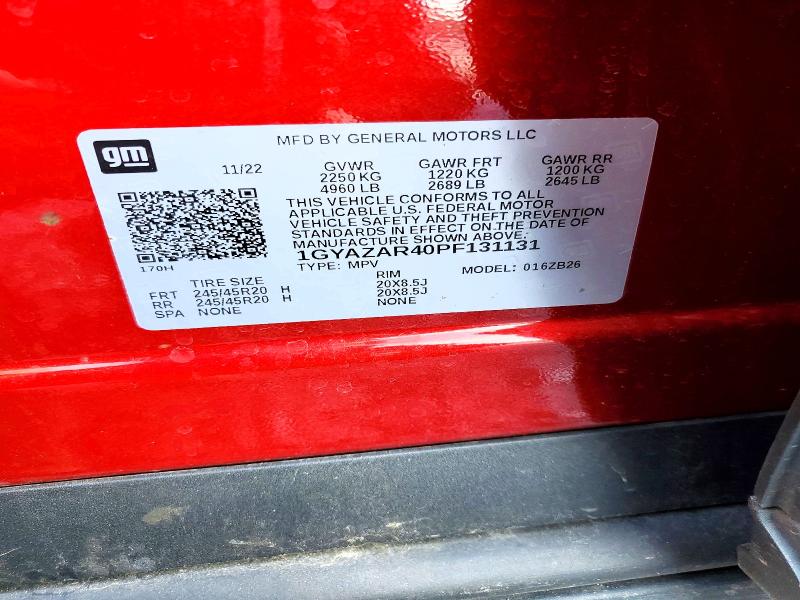 gm
MFD BY GENERAL MOTORS LLC
11/22
GVWR GAWR FRT GAWR RR
2250 KG 1220 KG 1200 KG
4960 LB 2689 LB 2645 LB
THIS VEHICLE CONFORMS TO ALL
APPLICABLE U.S. FEDERAL MOTOR
VEHICLE SAFETY AND THEFT PREVENTION
STANDARDS IN EFFECT ON THE DATE OF
MANUFACTURE SHOWN ABOVE.
1GYAZAR40PF131131
170H
TYPE: MPV MODEL: 016ZB26
TIRE SIZE RIM
FRT 245/45R20 H 20X8.5J
RR 245/45R20 H 20X8.5J
SPA NONE NONE